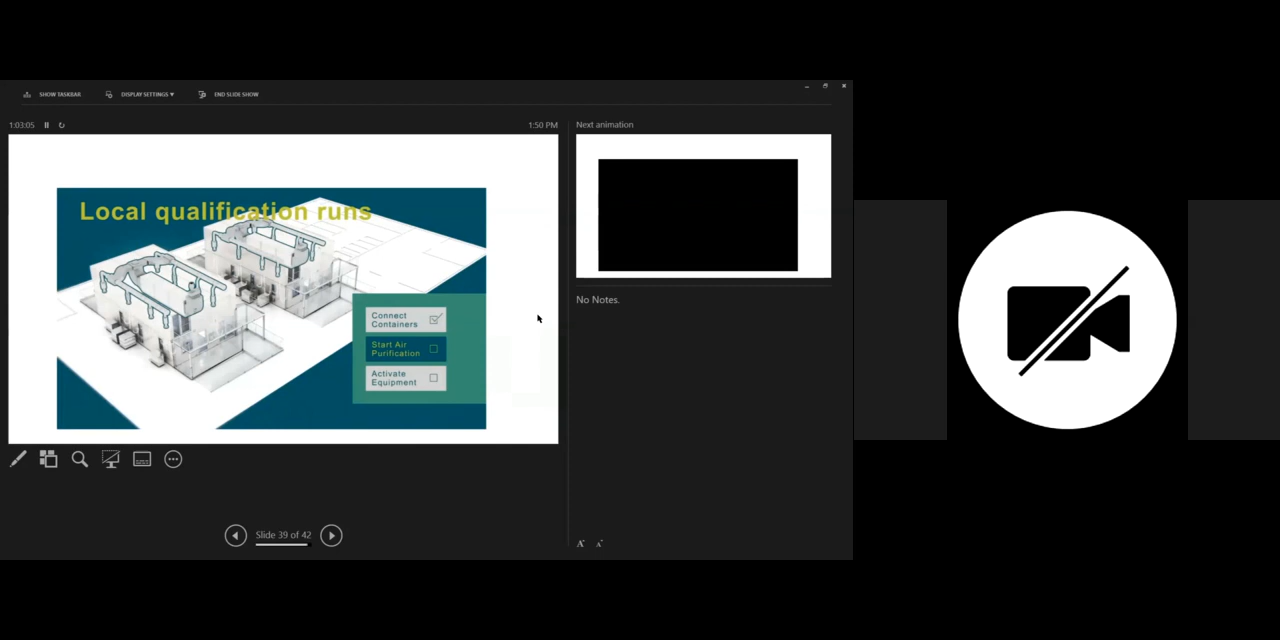 SHOW TASKBAR
DISPLAY SETTINGS ▼
END SLIDE SHOW
1:03:05
1:50 PM
Next animation
Local qualification runs
Connect
Containers
Start Air
Purification
Activate
Equipment
No Notes.
Slide 39 of 42
A
A